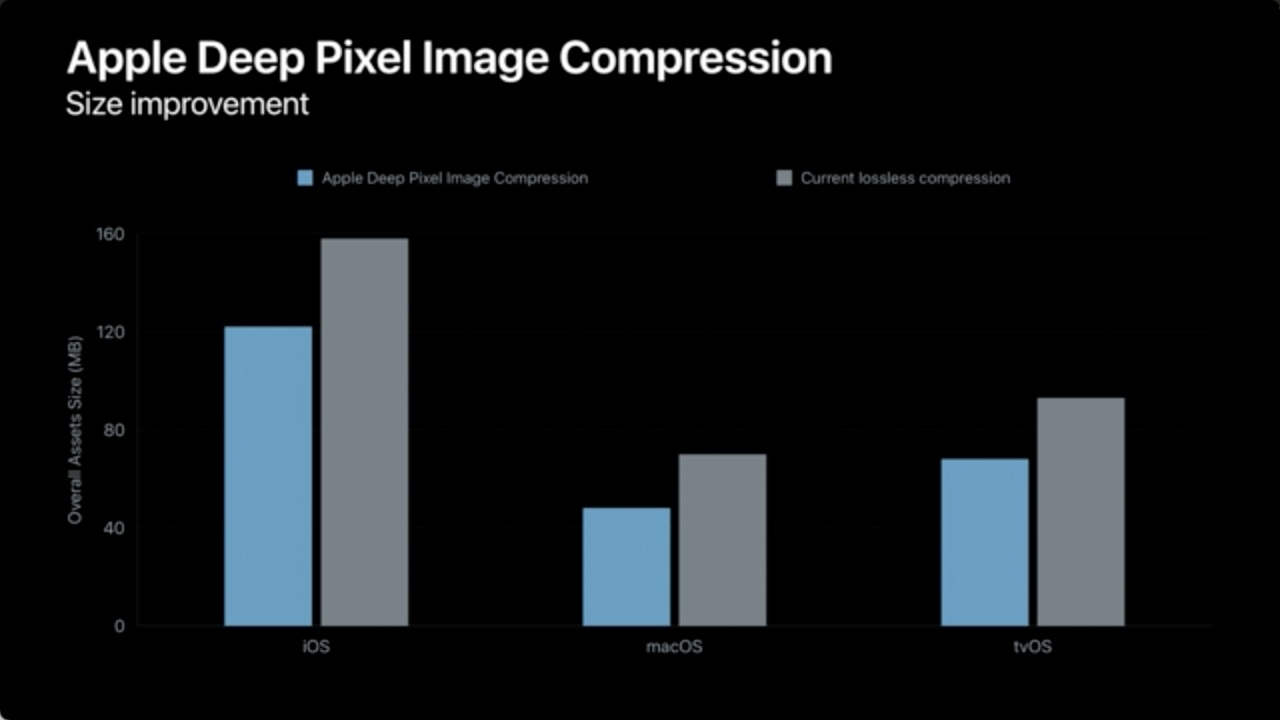 Apple Deep Pixel Image Compression
Size improvement
Apple Deep Pixel Image Compression
Current lossless compression
Overall Assets Size (MB)
160
120
80
40
0
iOS
macOS
tvOS